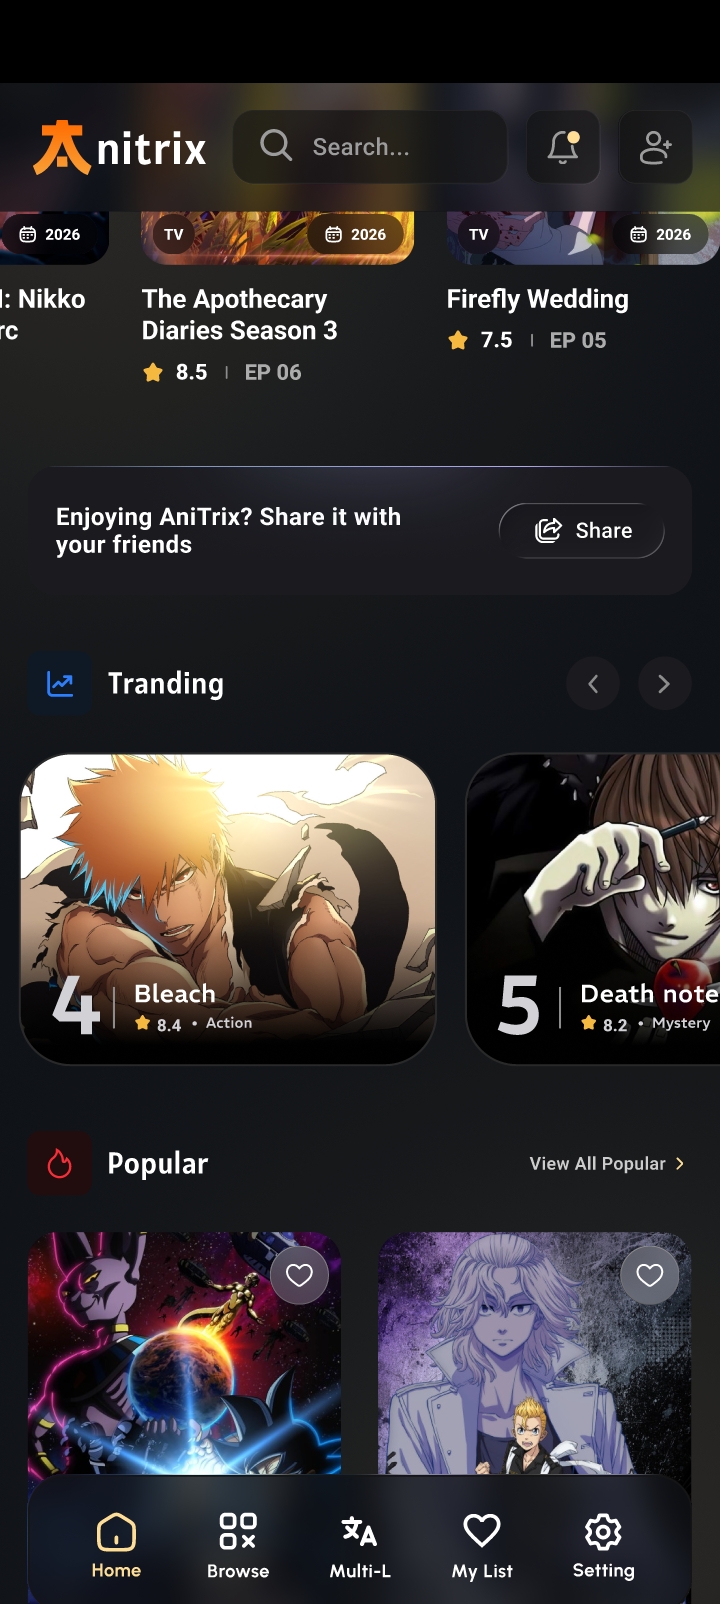 nitrix
Search...
2026
TV
2026
TV
2026
: Nikko
rc
The Apothecary
Diaries Season 3
8.5
EP 06
Firefly Wedding
7.5
EP 05
Enjoying AniTrix? Share it with
your friends
Share
Tranding
4
Bleach
8.4 • Action
5
Death note
8.2 • Mystery
Popular
View All Popular
Home
Browse
Multi-L
My List
Setting